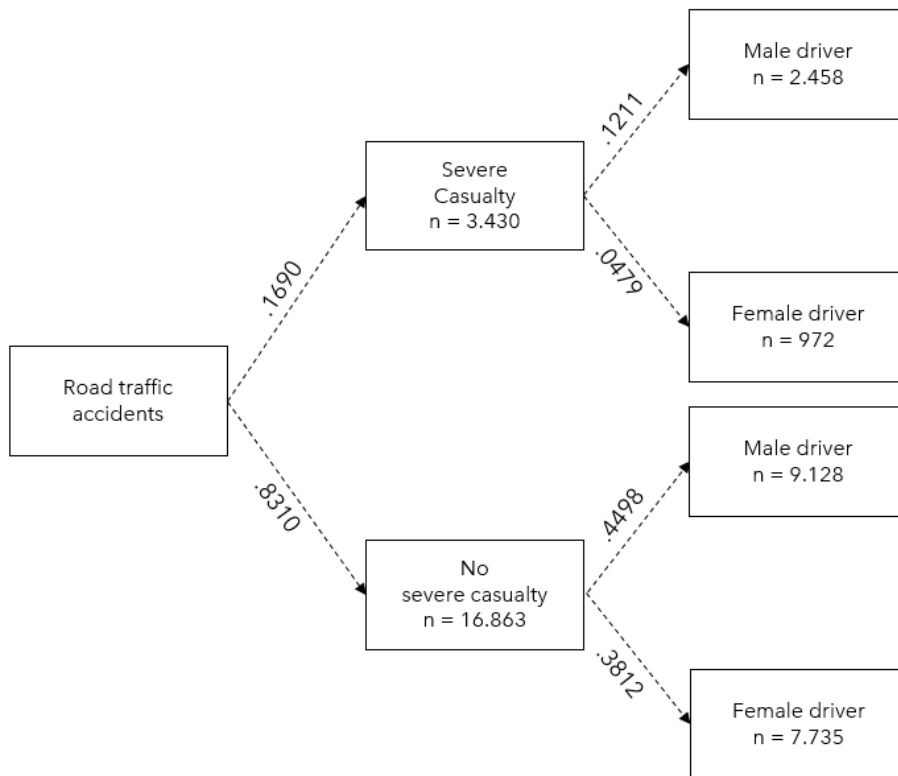 Road traffic
accidents
.1690
.8310
Severe
Casualty
n = 3.430
No
severe casualty
n = 16.863
.1211
.0479
.4498
.3812
Male driver
n = 2.458
Female driver
n = 972
Male driver
n = 9.128
Female driver
n = 7.735